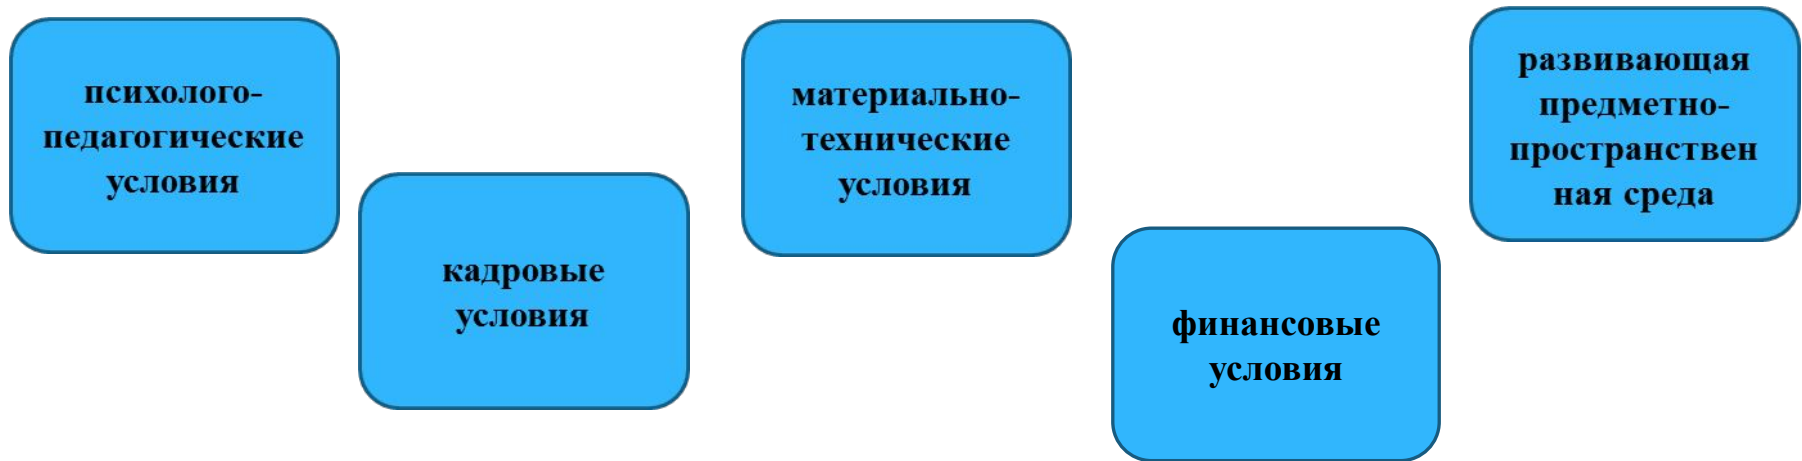 психолого-
педагогические
условия
кадровые
условия
материально-
технические
условия
финансовые
условия
развивающая
предметно-
пространствен
ная среда